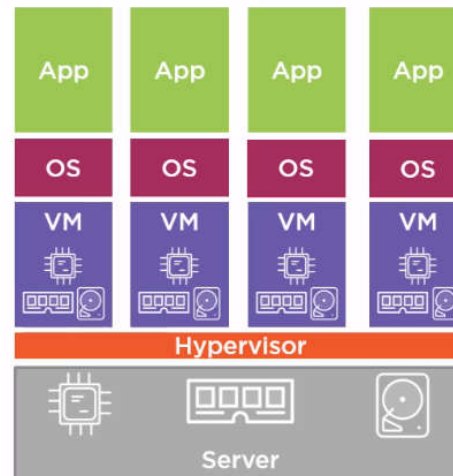 App App App App
OS OS OS OS
VM VM VM VM
Hypervisor
Server